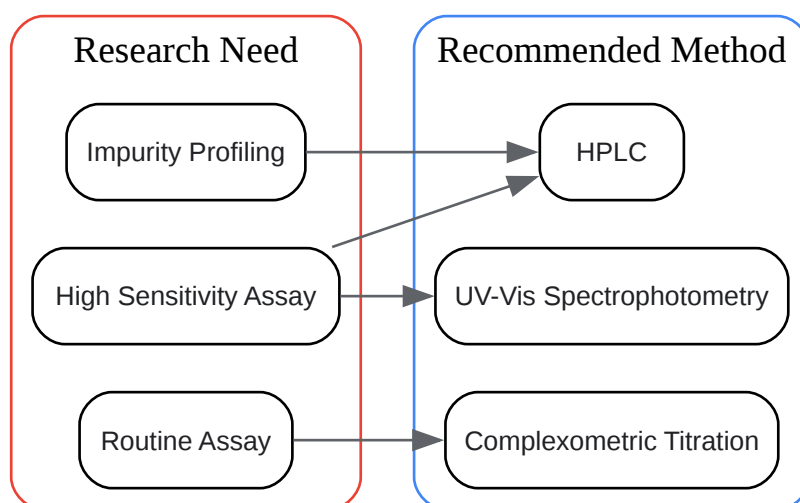 Research Need
Recommended Method
Impurity Profiling
HPLC
High Sensitivity Assay
UV-Vis Spectrophotometry
Routine Assay
Complexometric Titration